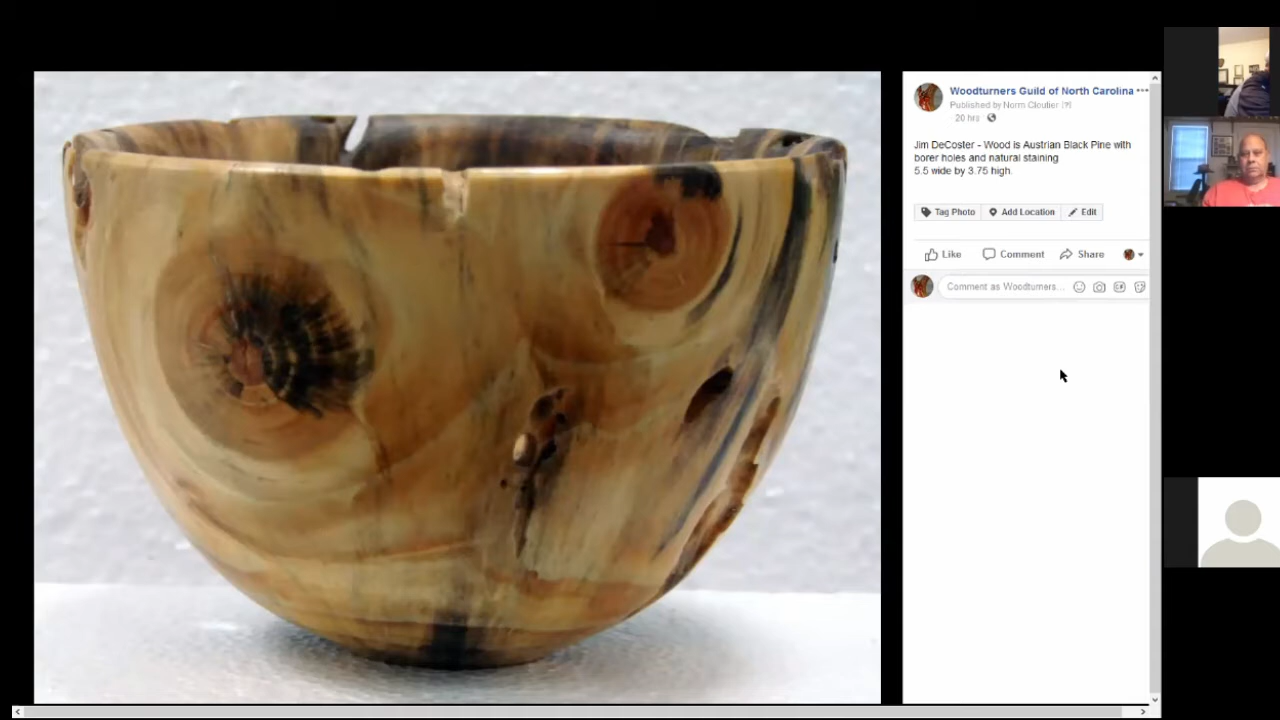 Woodturners Guild of North Carolina
Published by Norm Cloutier [?]
20 hrs
Jim DeCoster - Wood is Austrian Black Pine with
borer holes and natural staining
5.5 wide by 3.75 high.
Tag Photo Add Location Edit
Like Comment Share
Comment as Woodturners...